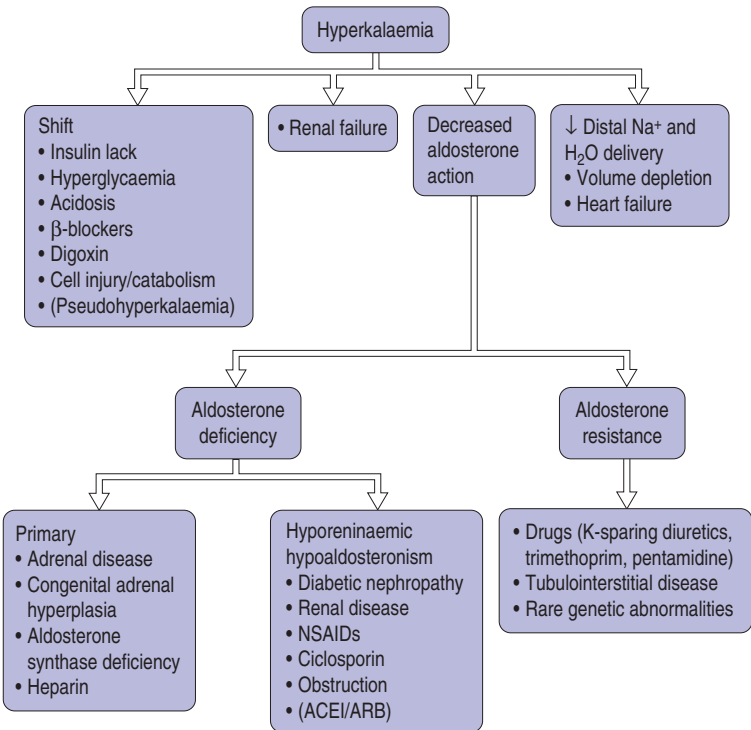 Hyperkalaemia
Shift
• Insulin lack
• Hyperglycaemia
• Acidosis
• β-blockers
• Digoxin
• Cell injury/catabolism
• (Pseudohyperkalaemia)
• Renal failure
Decreased
aldosterone
action
↓ Distal Na⁺ and
H₂O delivery
• Volume depletion
• Heart failure
Aldosterone
deficiency
Aldosterone
resistance
Primary
• Adrenal disease
• Congenital adrenal
hyperplasia
• Aldosterone
synthase deficiency
• Heparin
Hyporeninaemic
hypoaldosteronism
• Diabetic nephropathy
• Renal disease
• NSAIDs
• Ciclosporin
• Obstruction
• (ACEI/ARB)
• Drugs (K-sparing diuretics,
trimethoprim, pentamidine)
• Tubulointerstitial disease
• Rare genetic abnormalities